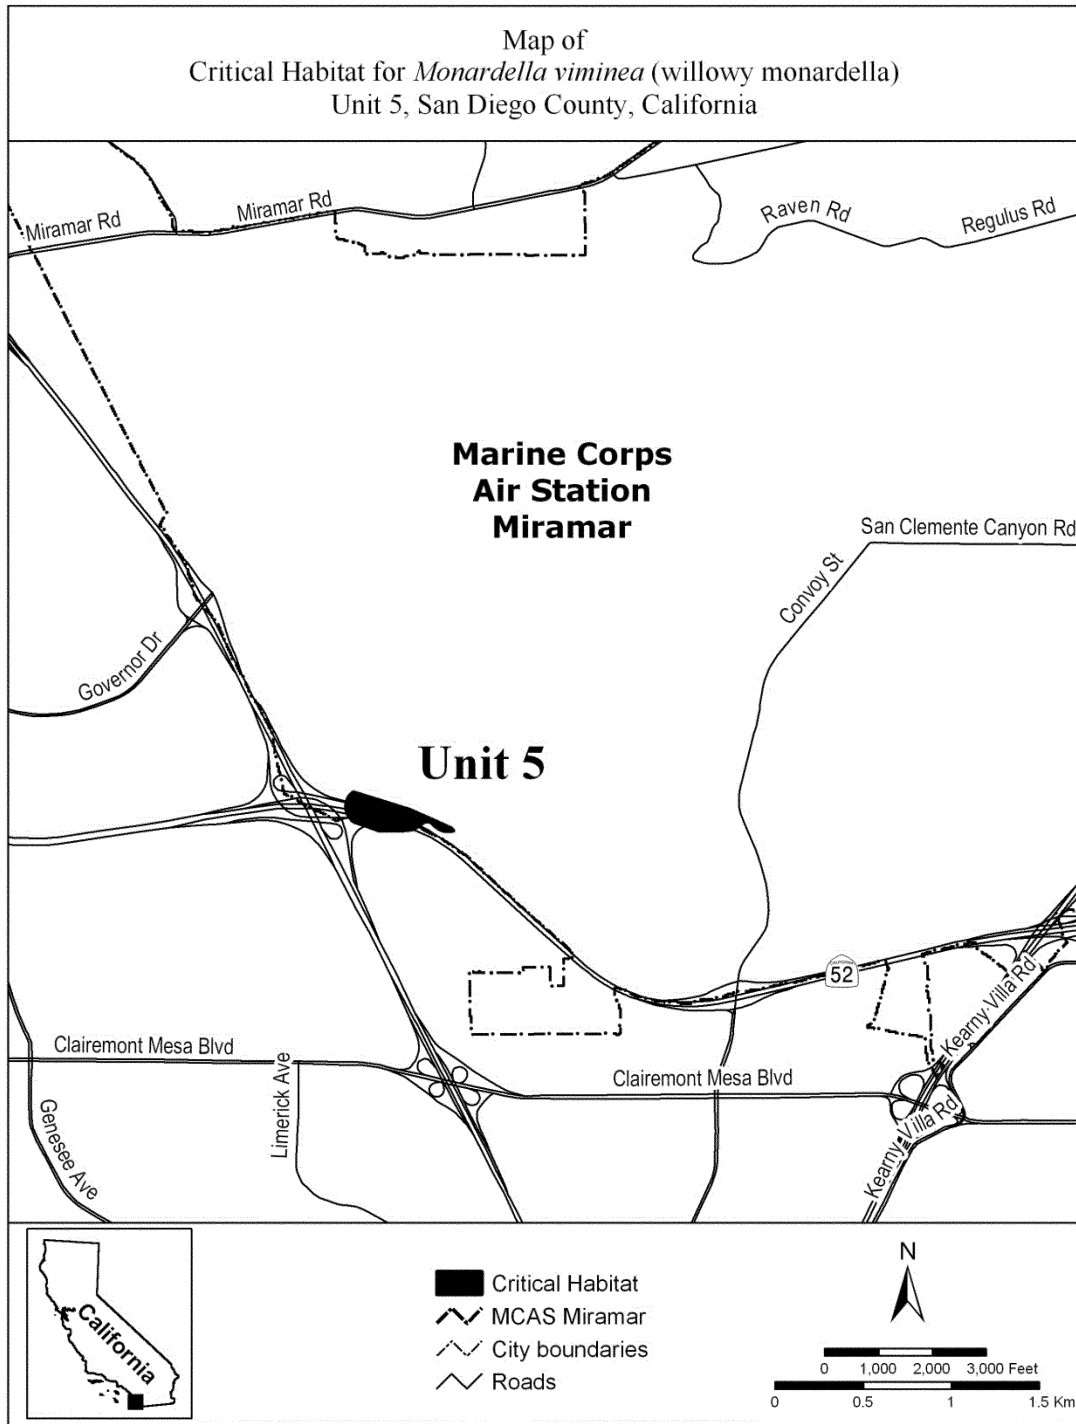 Map of
Critical Habitat for Monardella viminea (willowy monardella)
Unit 5, San Diego County, California
Miramar Rd
Miramar Rd
Raven Rd
Regulus Rd
Marine Corps
Air Station
Miramar
San Clemente Canyon Rd
Convoy St
Governor Dr
Unit 5
CALIFORNIA
52
Kearny Villa Rd
Clairemont Mesa Blvd
Clairemont Mesa Blvd
Limerick Ave
Genesee Ave
Kearny Villa Rd
California
Critical Habitat
MCAS Miramar
City boundaries
Roads
N
0 1,000 2,000 3,000 Feet
0 0.5 1 1.5 Km